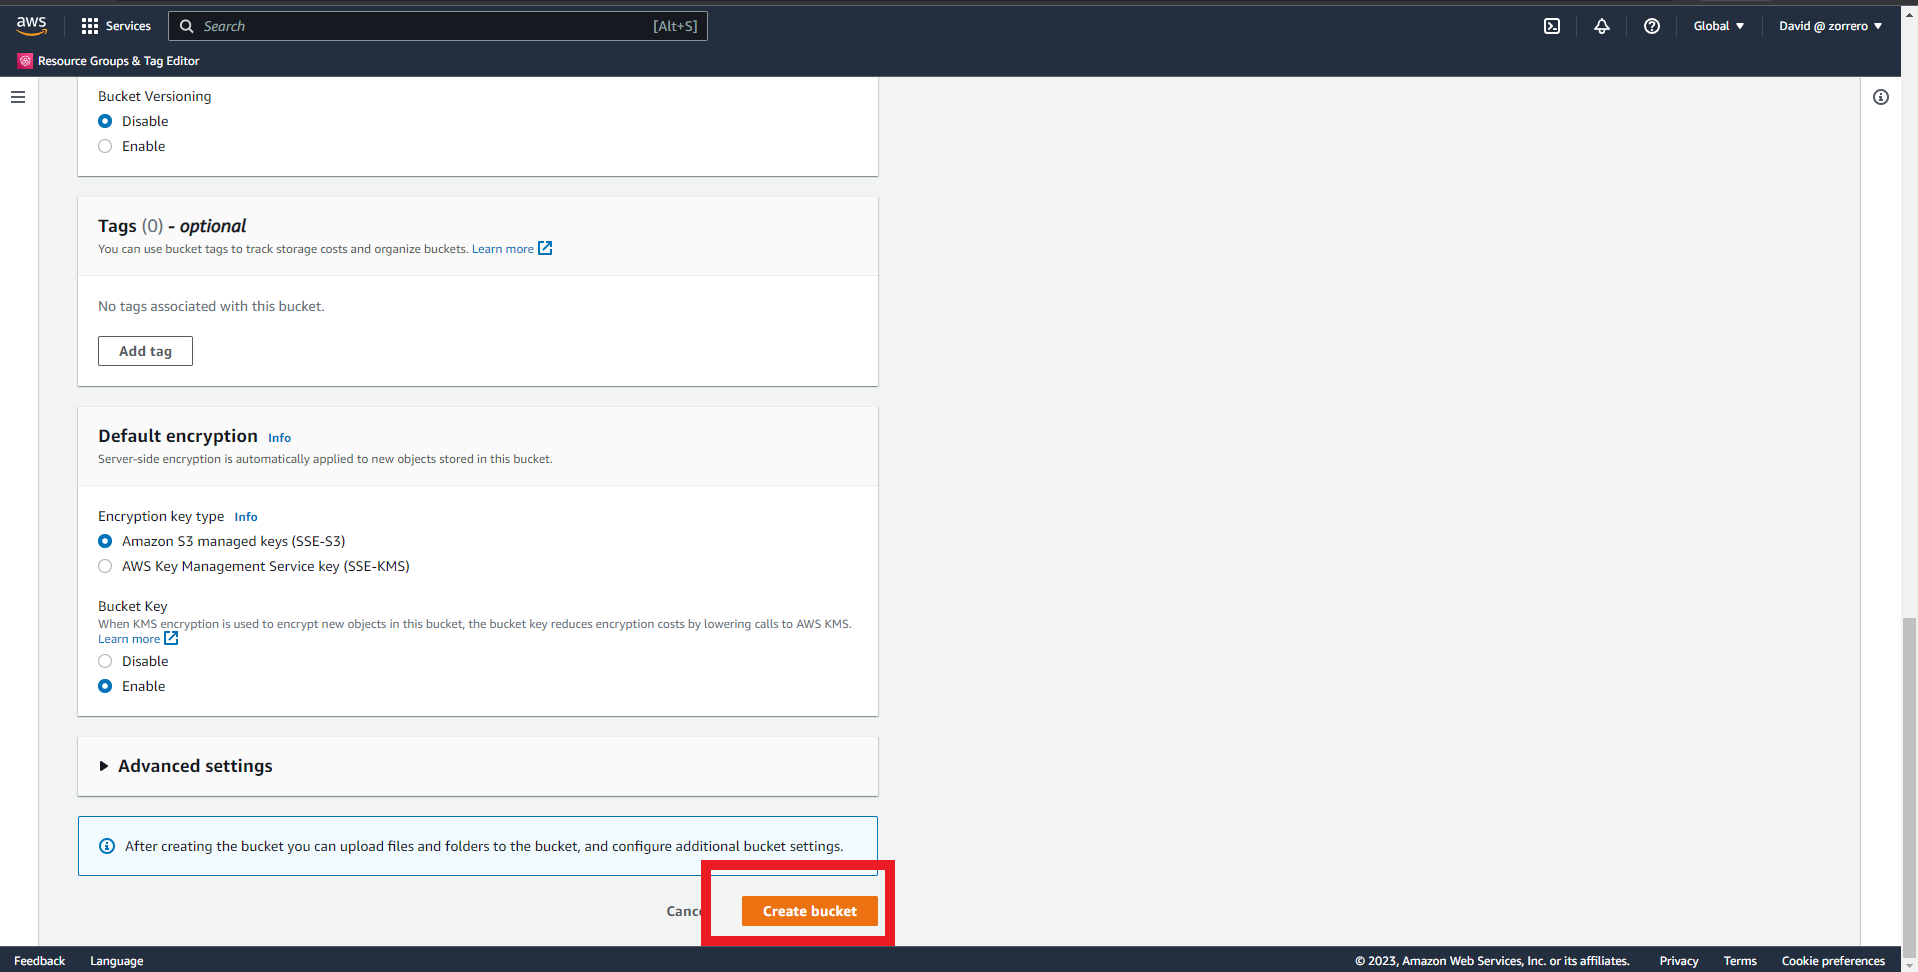 aws
Services
Search
[Alt+S]
Global
David @ zorrero
Resource Groups & Tag Editor
Bucket Versioning
Disable
Enable
Tags (0) - optional
You can use bucket tags to track storage costs and organize buckets. Learn more
No tags associated with this bucket.
Add tag
Default encryption Info
Server-side encryption is automatically applied to new objects stored in this bucket.
Encryption key type Info
Amazon S3 managed keys (SSE-S3)
AWS Key Management Service key (SSE-KMS)
Bucket Key
When KMS encryption is used to encrypt new objects in this bucket, the bucket key reduces encryption costs by lowering calls to AWS KMS.
Learn more
Disable
Enable
Advanced settings
After creating the bucket you can upload files and folders to the bucket, and configure additional bucket settings.
Canc
Create bucket
Feedback
Language
© 2023, Amazon Web Services, Inc. or its affiliates.
Privacy
Terms
Cookie preferences